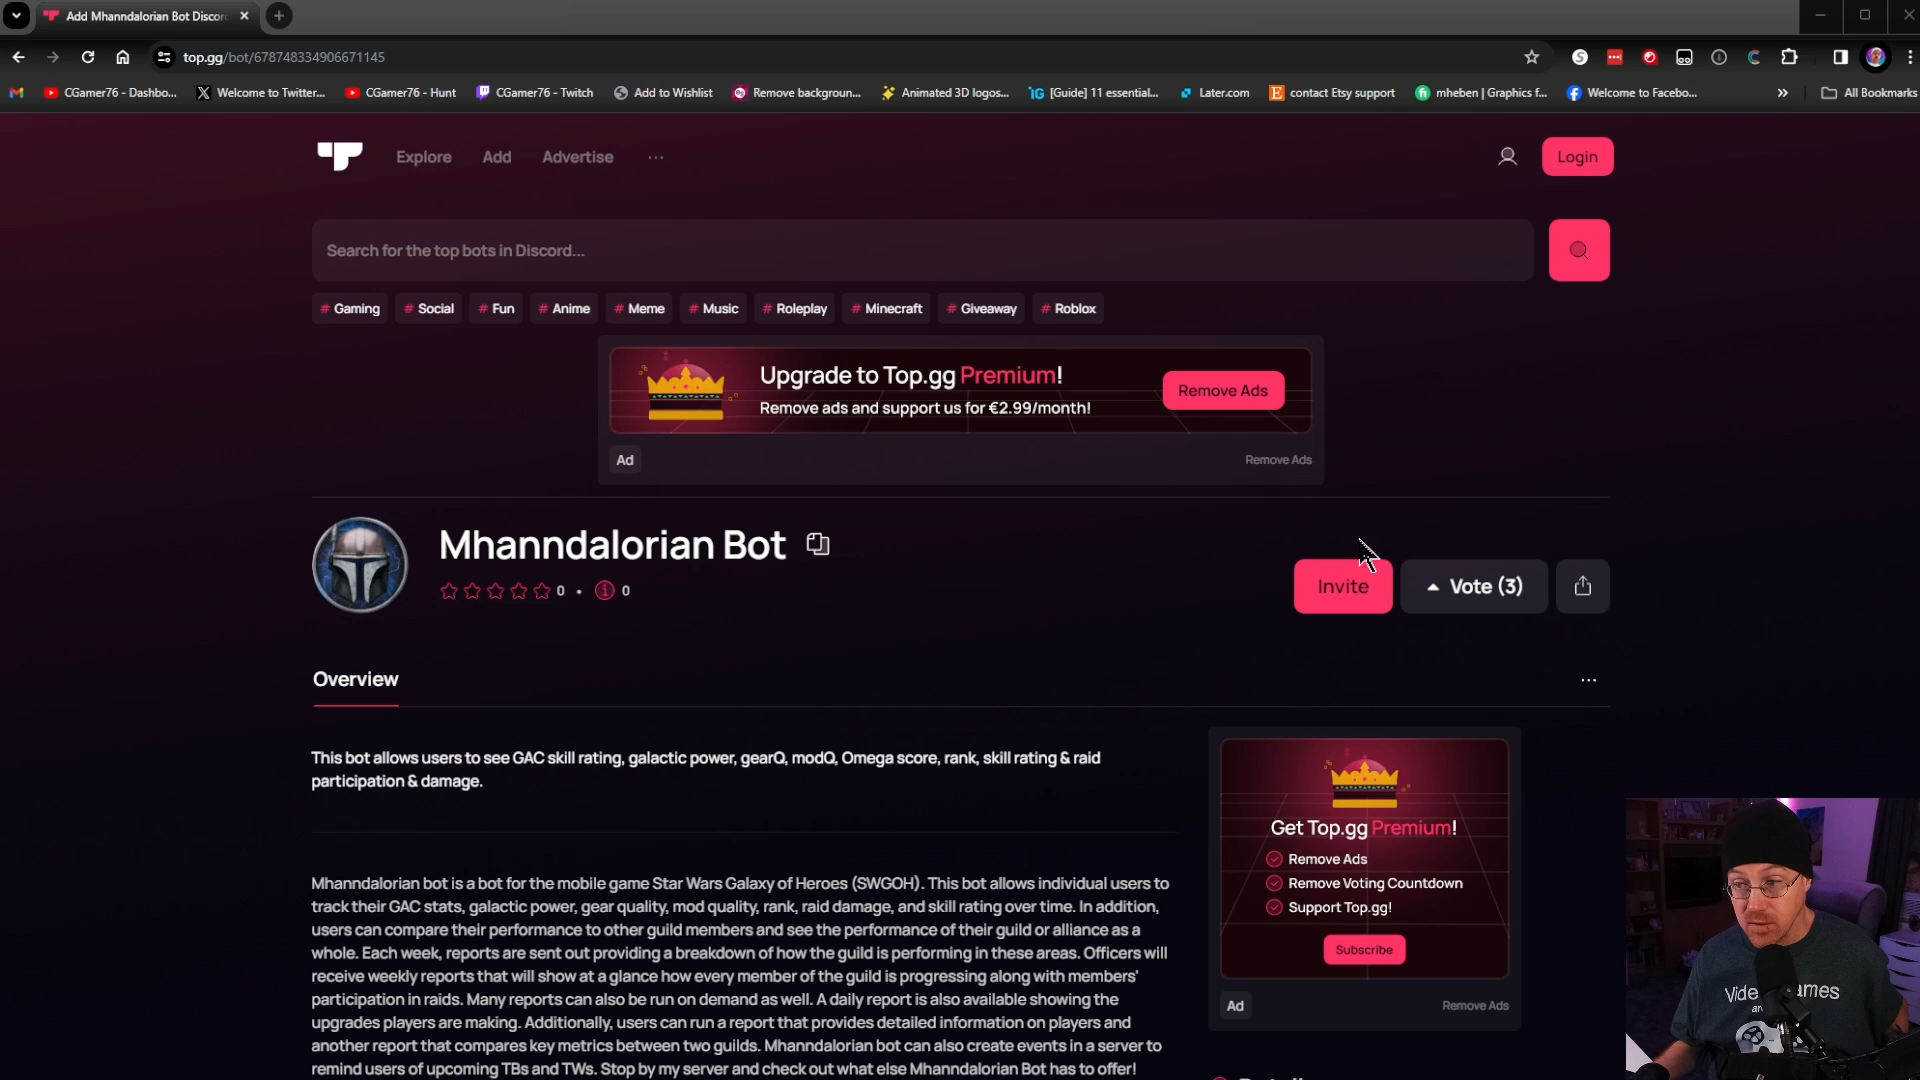 Add Mhanndalorian Bot Discor
top.gg/bot/678748334906671145
CGamer76 - Dashbo...
Welcome to Twitter...
CGamer76 - Hunt
CGamer76 - Twitch
Add to Wishlist
Remove backgroun...
Animated 3D logos...
[Guide] 11 essential...
Later.com
contact Etsy support
mheben | Graphics f...
Welcome to Facebo...
All Bookmarks
Explore
Add
Advertise
Login
Search for the top bots in Discord...
# Gaming
# Social
# Fun
# Anime
# Meme
# Music
# Roleplay
# Minecraft
# Giveaway
# Roblox
Upgrade to Top.gg Premium!
Remove ads and support us for €2.99/month!
Remove Ads
Ad
Remove Ads
Mhanndalorian Bot
0 • 0
Invite
Vote (3)
Overview
This bot allows users to see GAC skill rating, galactic power, gearQ, modQ, Omega score, rank, skill rating & raid
participation & damage.
Mhanndalorian bot is a bot for the mobile game Star Wars Galaxy of Heroes (SWGOH). This bot allows individual users to
track their GAC stats, galactic power, gear quality, mod quality, rank, raid damage, and skill rating over time. In addition,
users can compare their performance to other guild members and see the performance of their guild or alliance as a
whole. Each week, reports are sent out providing a breakdown of how the guild is performing in these areas. Officers will
receive weekly reports that will show at a glance how every member of the guild is progressing along with members'
participation in raids. Many reports can also be run on demand as well. A daily report is also available showing the
upgrades players are making. Additionally, users can run a report that provides detailed information on players and
another report that compares key metrics between two guilds. Mhanndalorian bot can also create events in a server to
remind users of upcoming TBs and TWs. Stop by my server and check out what else Mhanndalorian Bot has to offer!
Get Top.gg Premium!
Remove Ads
Remove Voting Countdown
Support Top.gg!
Subscribe
Ad
Remove Ads